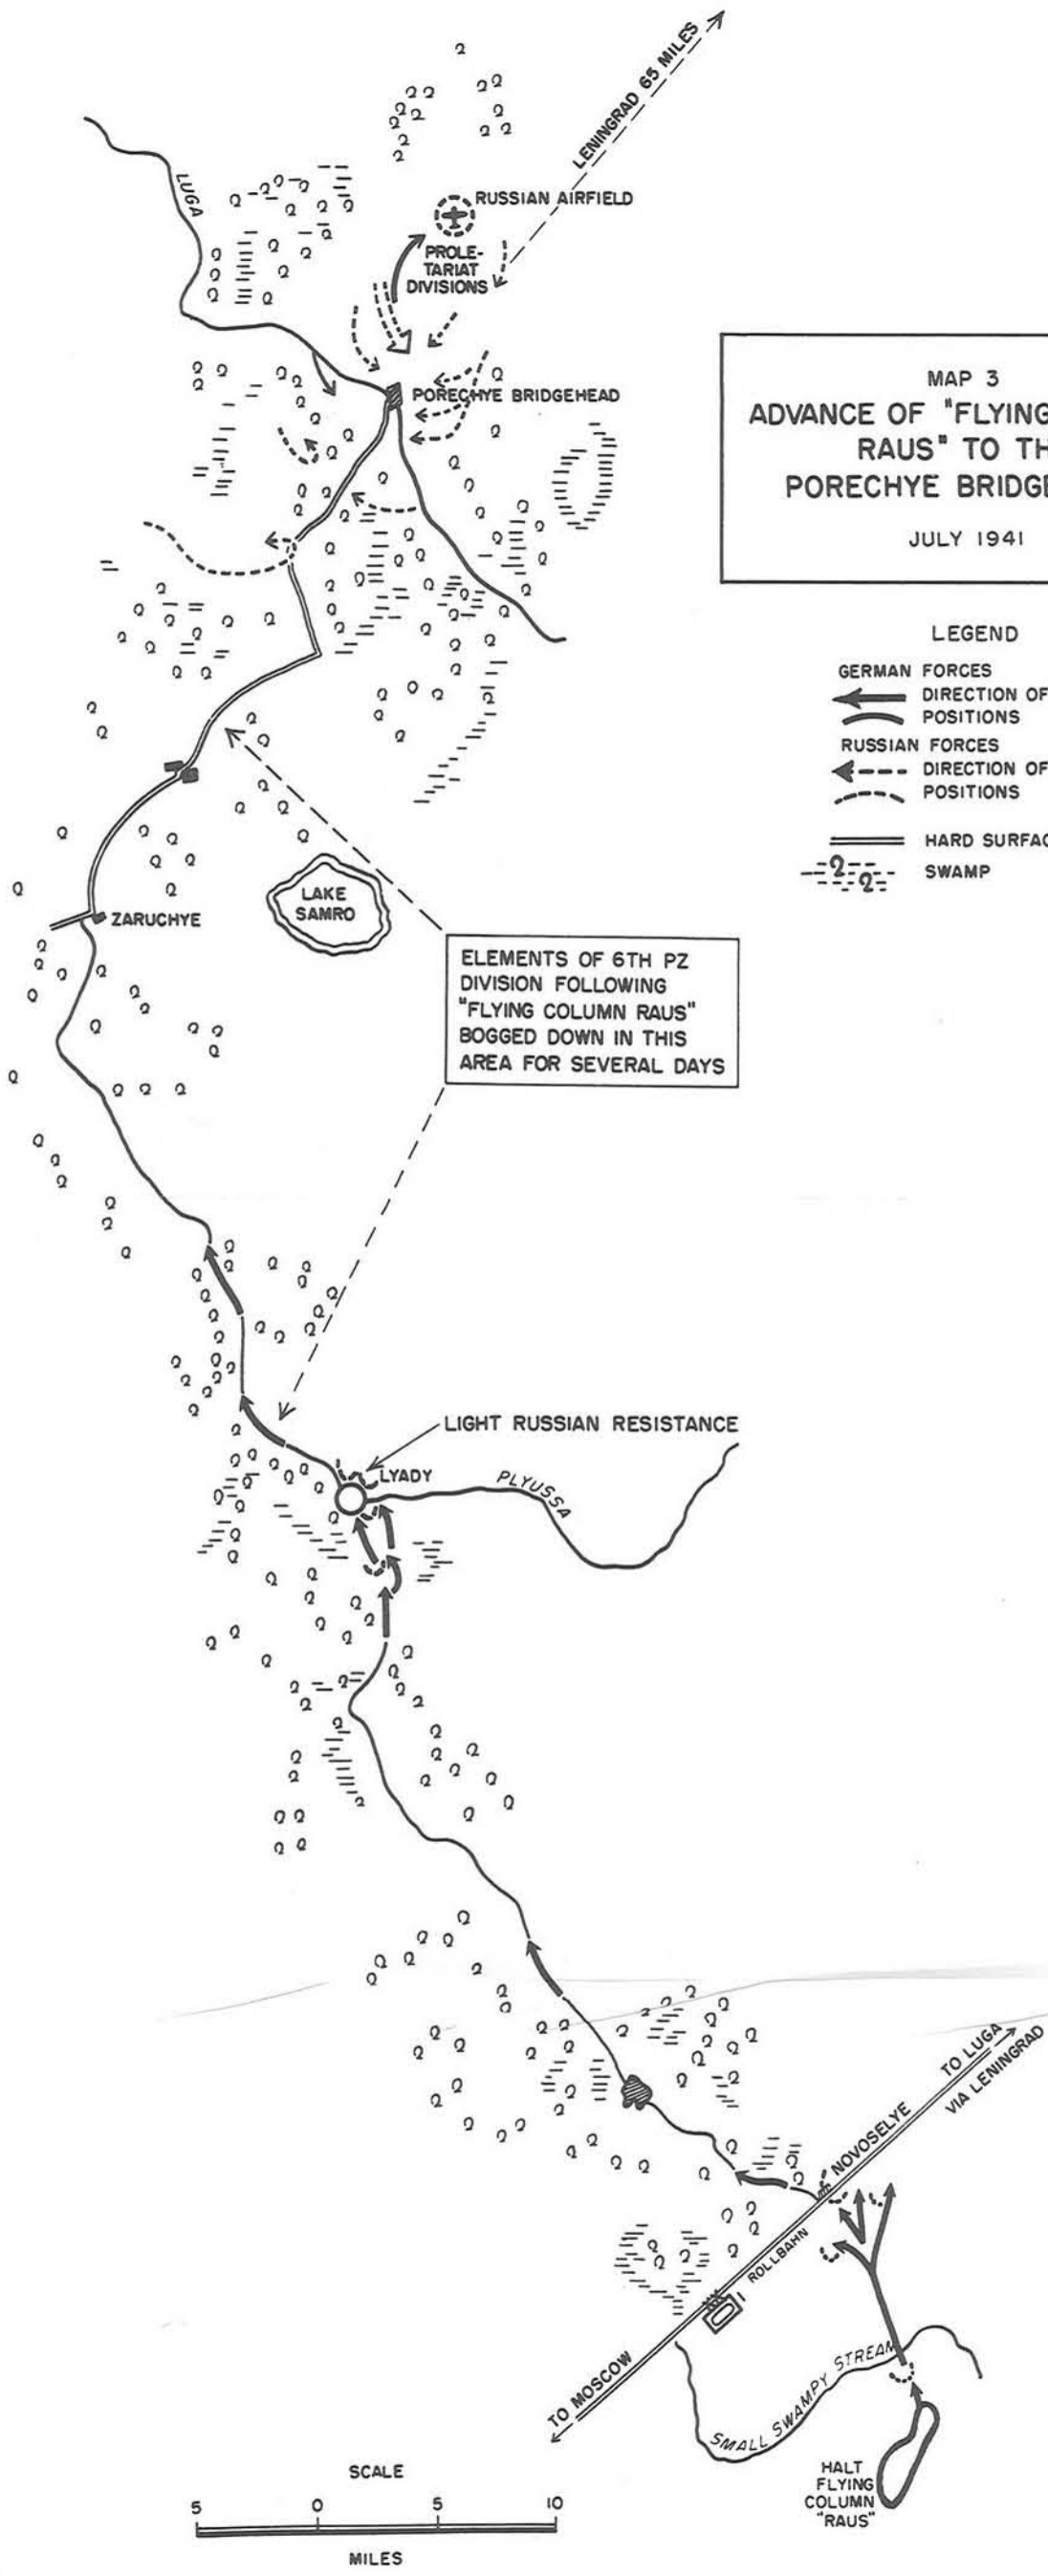 LENINGRAD 65 MILES
LUGA
RUSSIAN AIRFIELD
PROLE-
TARIAT
DIVISIONS
PORECHYE BRIDGEHEAD
MAP 3
ADVANCE OF "FLYING
RAUS" TO TH
PORECHYE BRIDGE
JULY 1941
LEGEND
GERMAN FORCES
DIRECTION OF
POSITIONS
RUSSIAN FORCES
DIRECTION OF
POSITIONS
HARD SURFAC
SWAMP
LAKE
SAMRO
ZARUCHYE
ELEMENTS OF 6TH PZ
DIVISION FOLLOWING
"FLYING COLUMN RAUS"
BOGGED DOWN IN THIS
AREA FOR SEVERAL DAYS
LIGHT RUSSIAN RESISTANCE
LYADY
PLYUSSA
TO LUGA
VIA LENINGRAD
NOVOSELYE
ROLLBAHN
TO MOSCOW
SMALL SWAMPY STREAM
HALT
FLYING
COLUMN
"RAUS"
SCALE
5 0 5 10
MILES